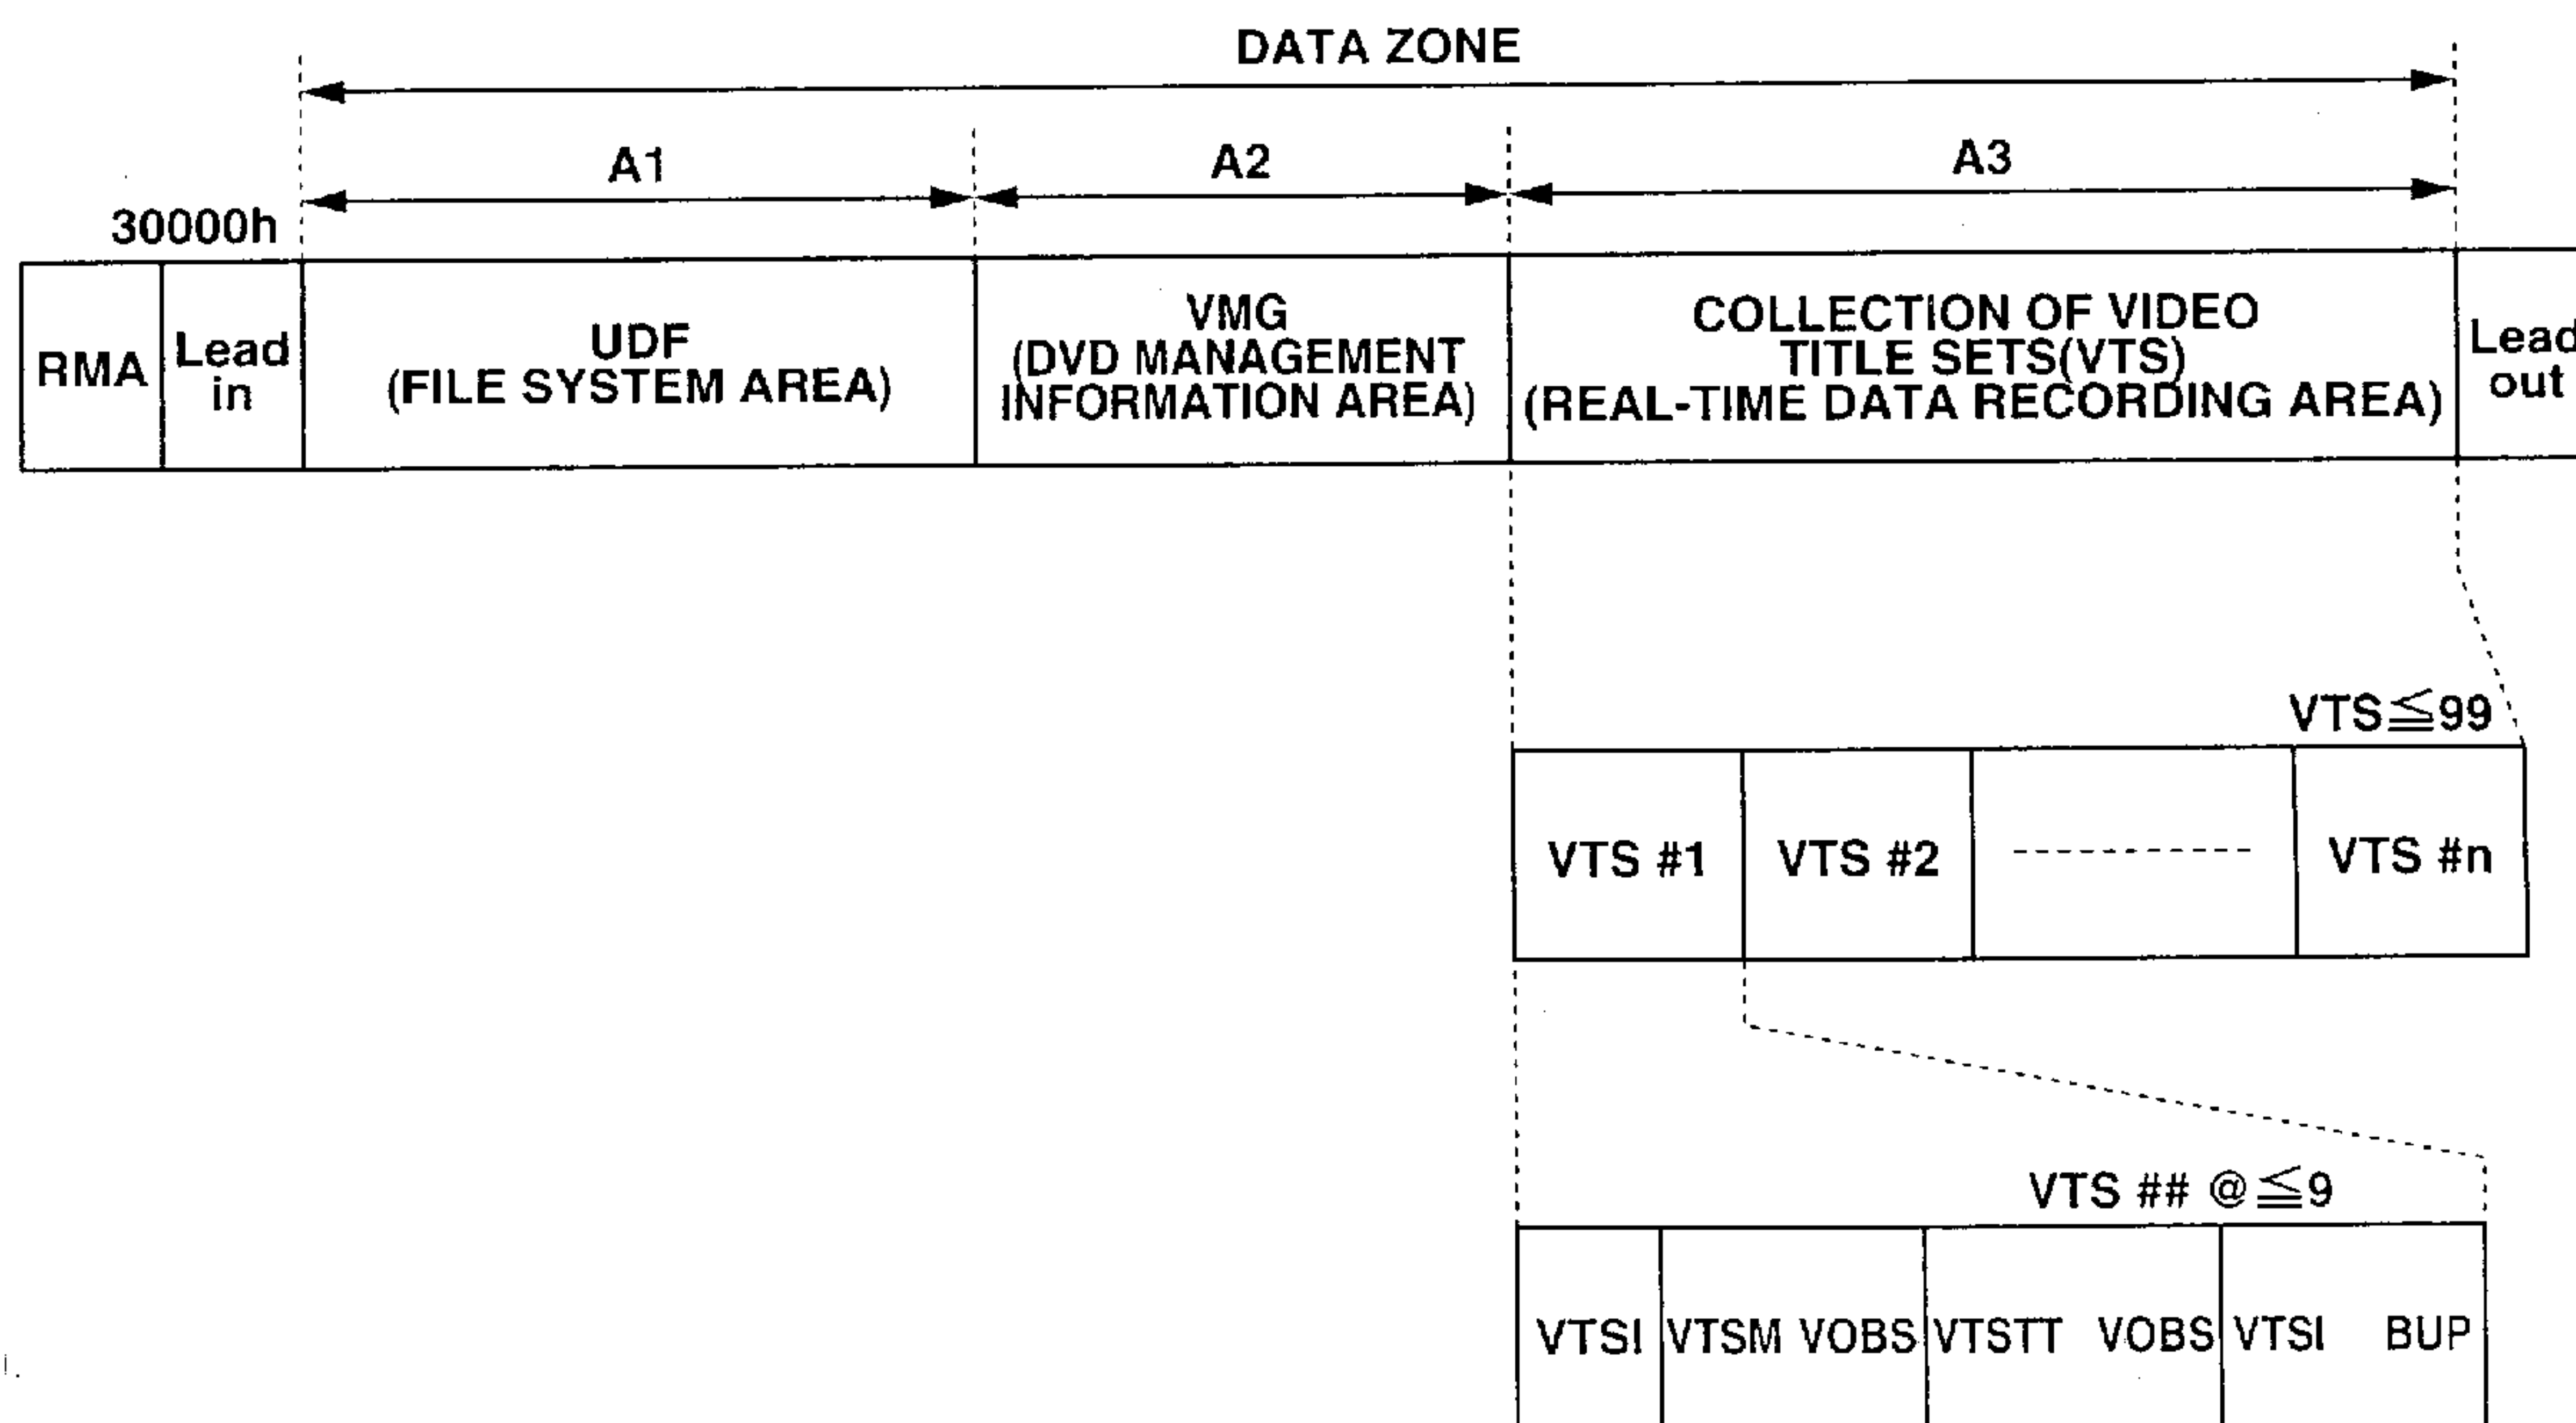 DATA ZONE
A1
A2
A3
30000h
RMA
Lead
in
UDF
(FILE SYSTEM AREA)
VMG
(DVD MANAGEMENT
INFORMATION AREA)
COLLECTION OF VIDEO
TITLE SETS(VTS)
(REAL-TIME DATA RECORDING AREA)
Lead
out
VTS≦99
VTS #1
VTS #2
VTS #n
VTS ## @≦9
VTSI
VTSM VOBS
VTSTT VOBS
VTSI BUP